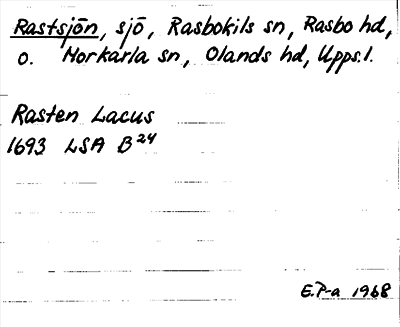 Rastsjön, sjö, Rasbokils sn, Rasbo hd,
o. Morkarla sn, Olands hd, Upps.l.
Rasten Lacus
1693 LSA B²⁴
E.P-a 1968